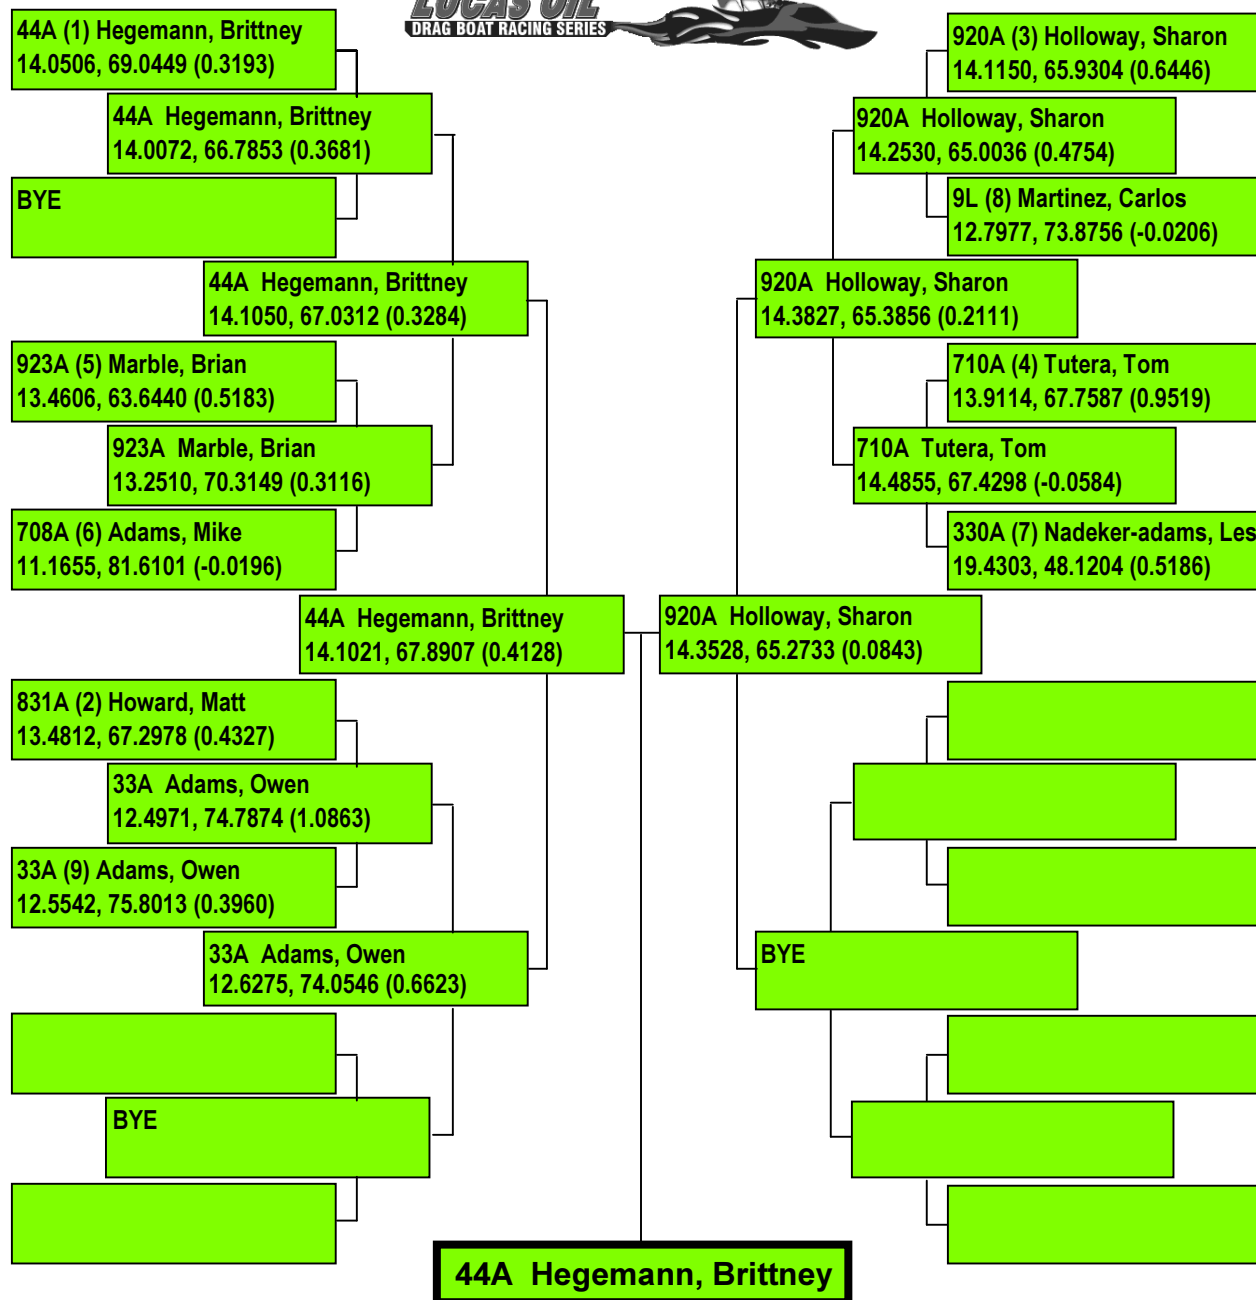 LUCAS OIL
DRAG BOAT RACING SERIES
44A (1) Hegemann, Brittney
14.0506, 69.0449 (0.3193)
44A Hegemann, Brittney
14.0072, 66.7853 (0.3681)
BYE
44A Hegemann, Brittney
14.1050, 67.0312 (0.3284)
923A (5) Marble, Brian
13.4606, 63.6440 (0.5183)
923A Marble, Brian
13.2510, 70.3149 (0.3116)
708A (6) Adams, Mike
11.1655, 81.6101 (-0.0196)
44A Hegemann, Brittney
14.1021, 67.8907 (0.4128)
831A (2) Howard, Matt
13.4812, 67.2978 (0.4327)
33A Adams, Owen
12.4971, 74.7874 (1.0863)
33A (9) Adams, Owen
12.5542, 75.8013 (0.3960)
33A Adams, Owen
12.6275, 74.0546 (0.6623)
BYE
920A (3) Holloway, Sharon
14.1150, 65.9304 (0.6446)
920A Holloway, Sharon
14.2530, 65.0036 (0.4754)
9L (8) Martinez, Carlos
12.7977, 73.8756 (-0.0206)
920A Holloway, Sharon
14.3827, 65.3856 (0.2111)
710A (4) Tutera, Tom
13.9114, 67.7587 (0.9519)
710A Tutera, Tom
14.4855, 67.4298 (-0.0584)
330A (7) Nadeker-adams, Les
19.4303, 48.1204 (0.5186)
920A Holloway, Sharon
14.3528, 65.2733 (0.0843)
BYE
44A Hegemann, Brittney